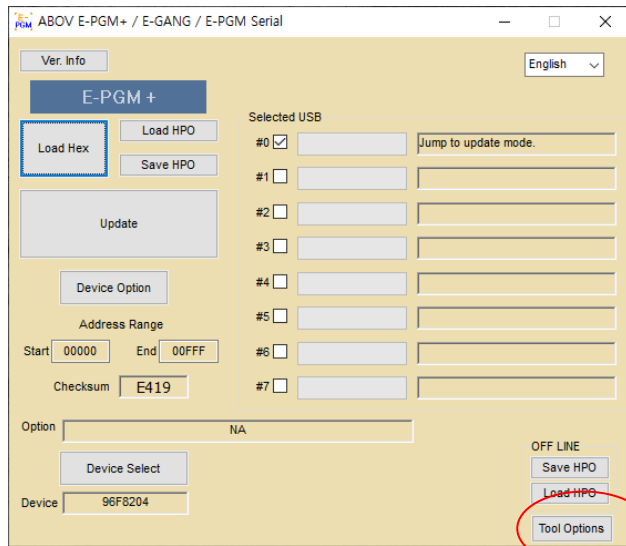 E-PGM
ABOV E-PGM+ / E-GANG / E-PGM Serial
Ver. Info
English
E-PGM +
Load Hex
Load HPO
Save HPO
Update
Device Option
Address Range
Start 00000 End 00FFF
Checksum E419
Selected USB
#0 Jump to update mode.
#1
#2
#3
#4
#5
#6
#7
Option NA
Device Select
Device 96F8204
OFF LINE
Save HPO
Load HPO
Tool Options